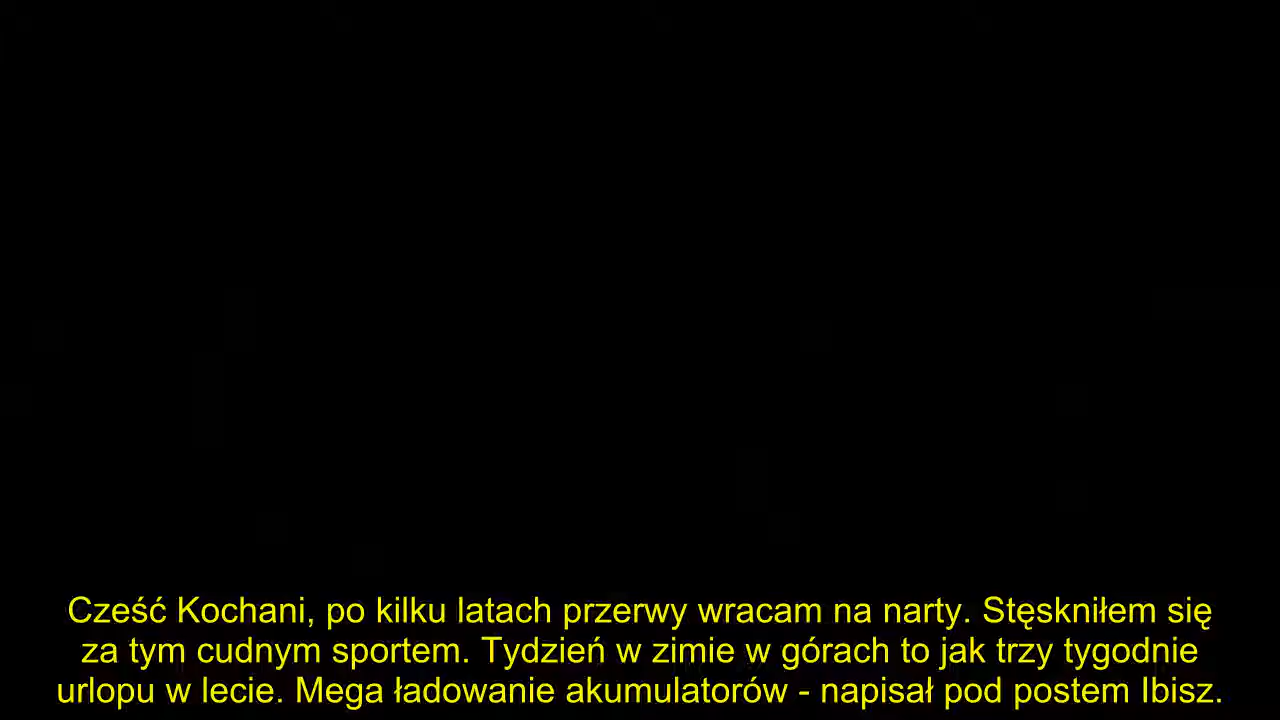 Cześć Kochani, po kilku latach przerwy wracam na narty. Stęskniłem się
za tym cudnym sportem. Tydzień w zimie w górach to jak trzy tygodnie
urlopu w lecie. Mega ładowanie akumulatorów - napisał pod postem Ibisz.